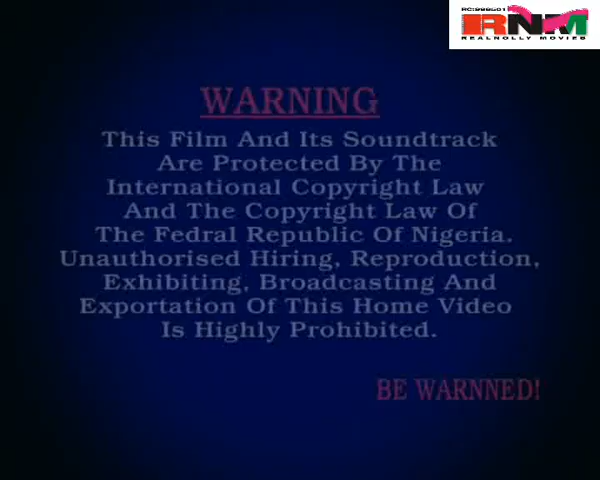 RNM
REALNOLLY MOVIES
WARNING
This Film And Its Soundtrack
Are Protected By The
International Copyright Law
And The Copyright Law Of
The Fedral Republic Of Nigeria.
Unauthorised Hiring, Reproduction,
Exhibiting, Broadcasting And
Exportation Of This Home Video
Is Highly Prohibited.
BE WARNNED!